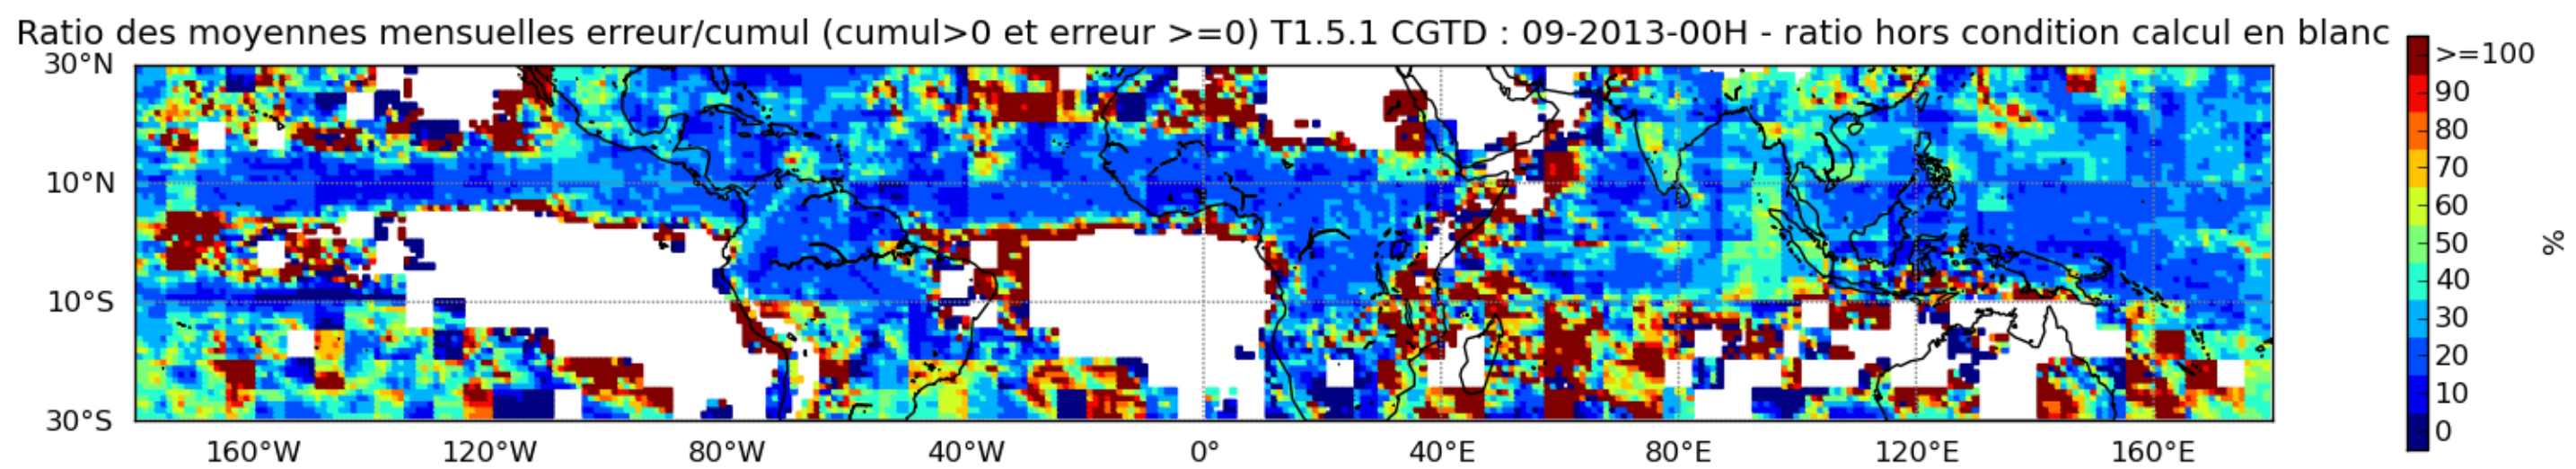 Ratio des moyennes mensuelles erreur/cumul (cumul>0 et erreur >=0) T1.5.1 CGTD : 09-2013-00H - ratio hors condition calcul en blanc
30°N
10°N
10°S
30°S
160°W 120°W 80°W 40°W 0° 40°E 80°E 120°E 160°E
>=100
90
80
70
60
50
40
30
20
10
0
%